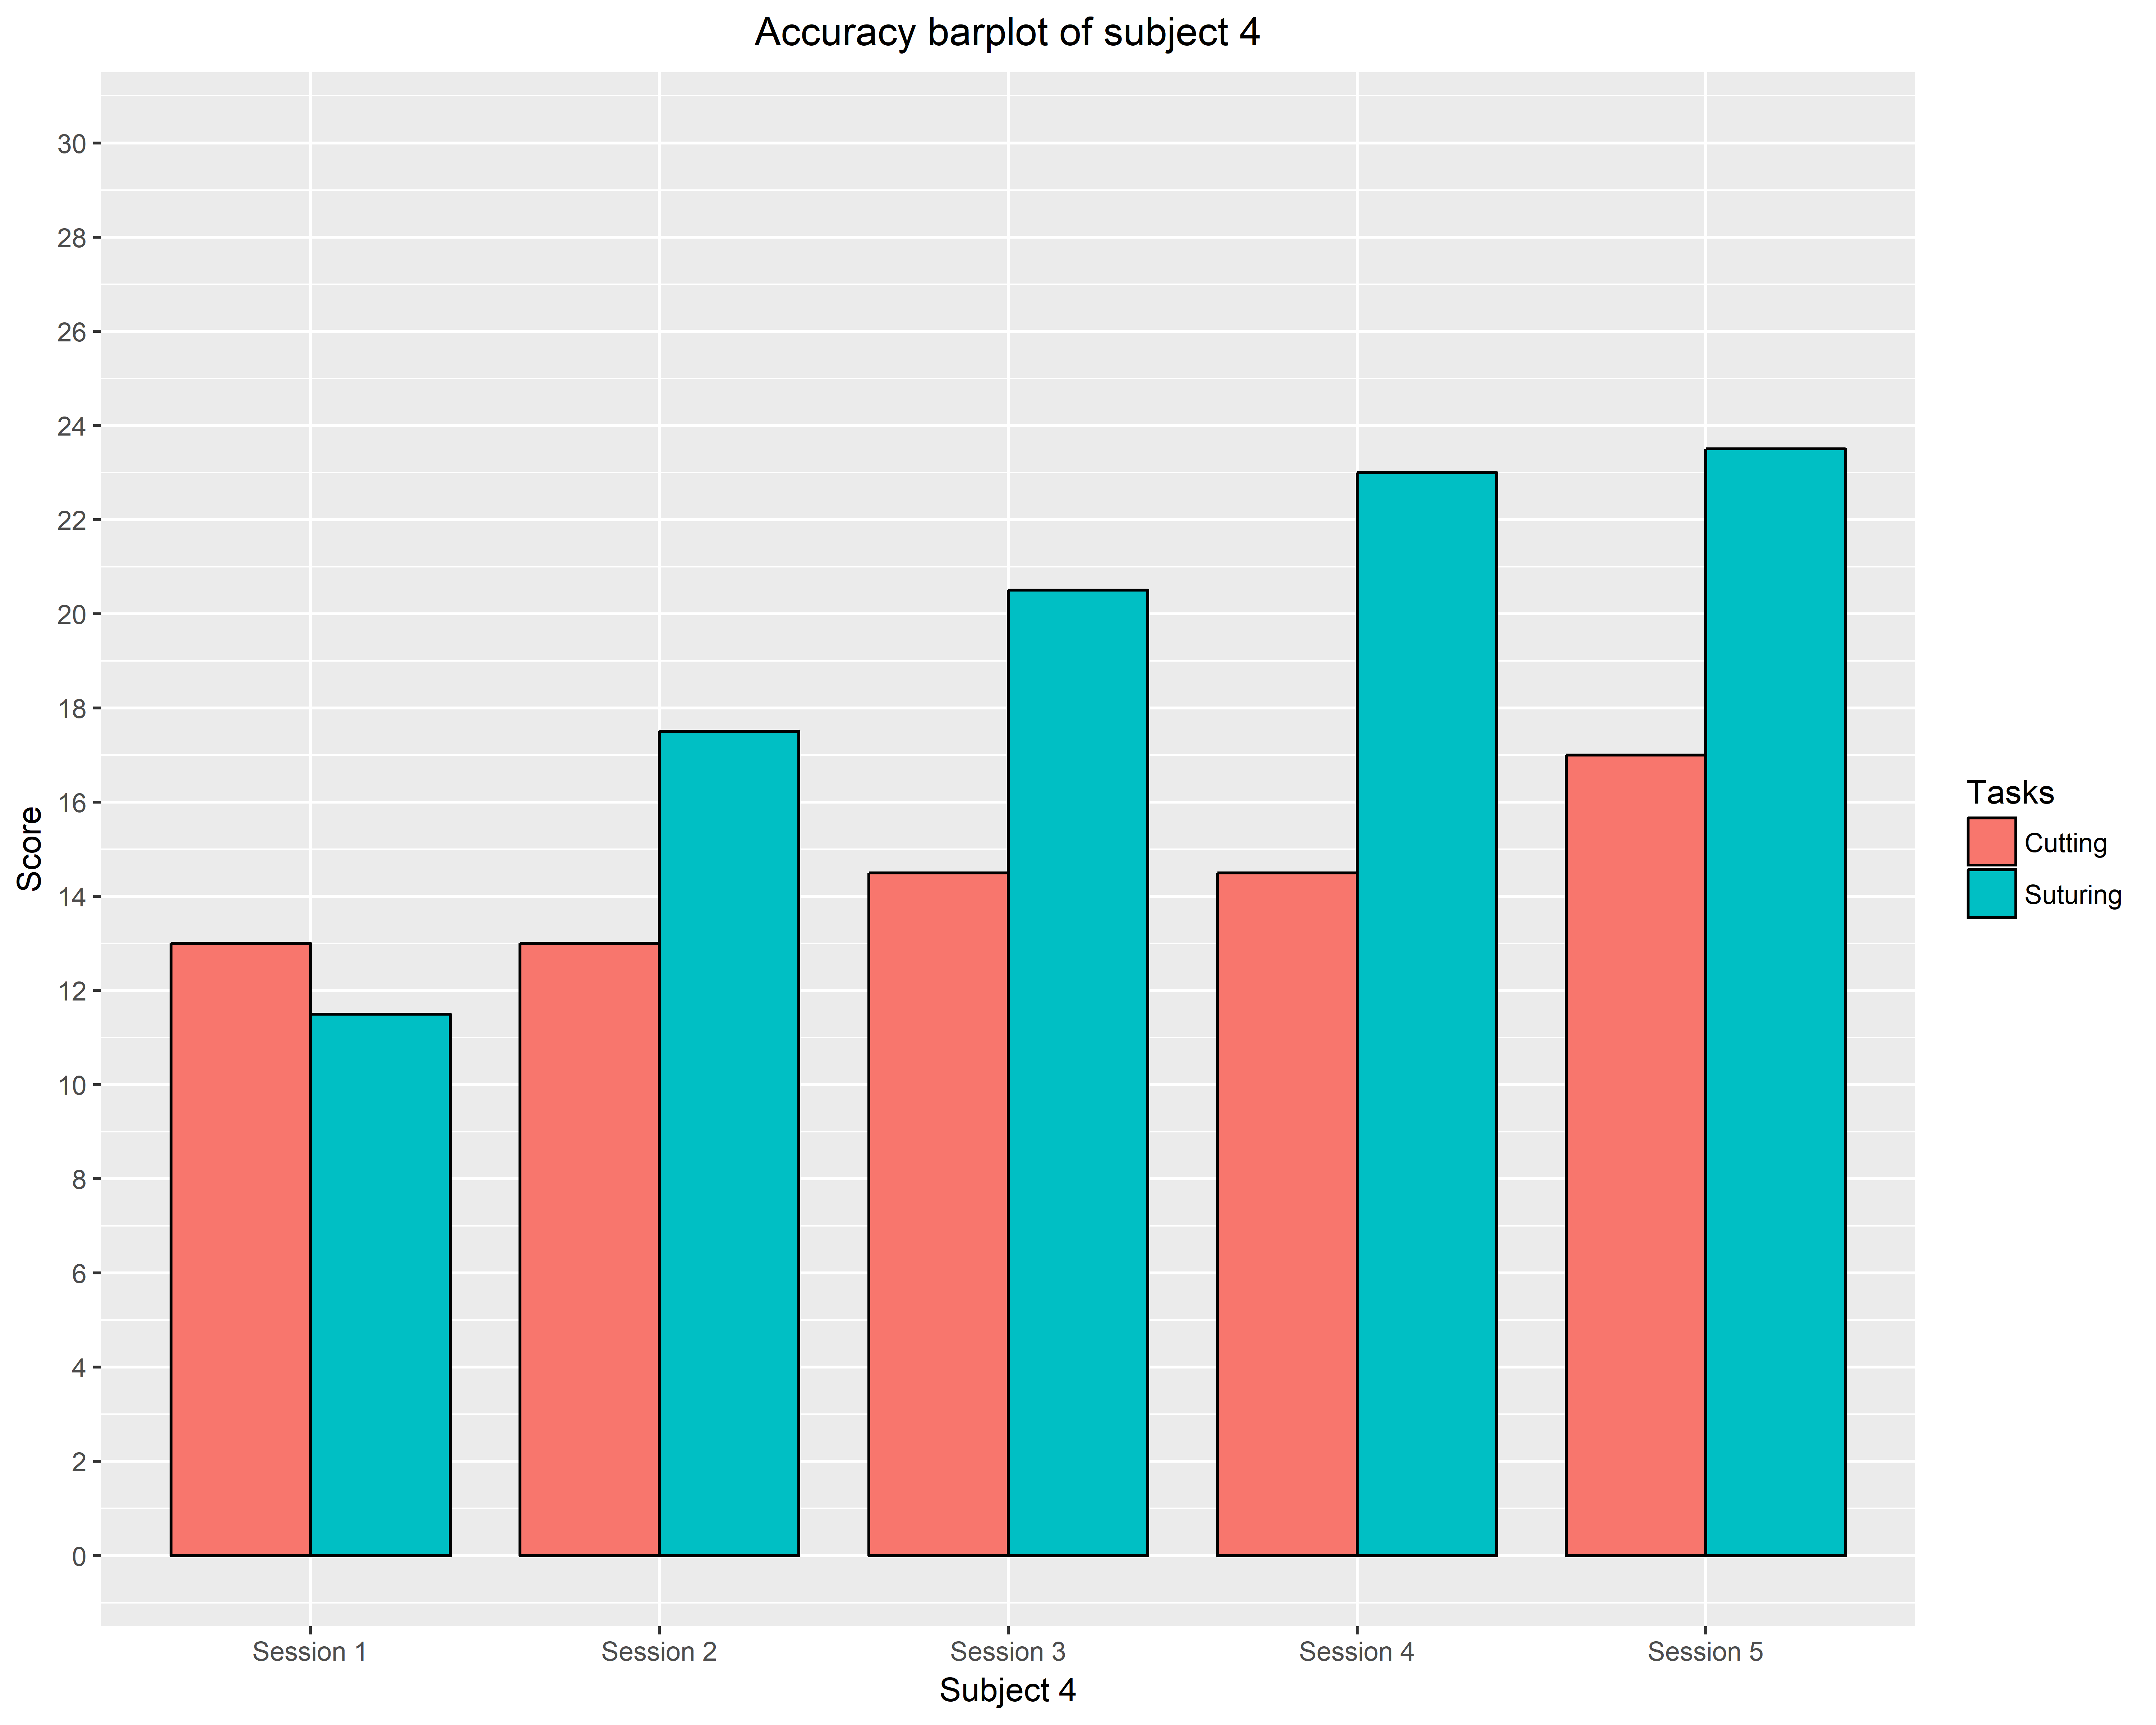 Accuracy barplot of subject 4
30
28
26
24
22
20
18
16
14
12
10
8
6
4
2
0
Score
Session 1 Session 2 Session 3 Session 4 Session 5
Subject 4
Tasks
Cutting
Suturing